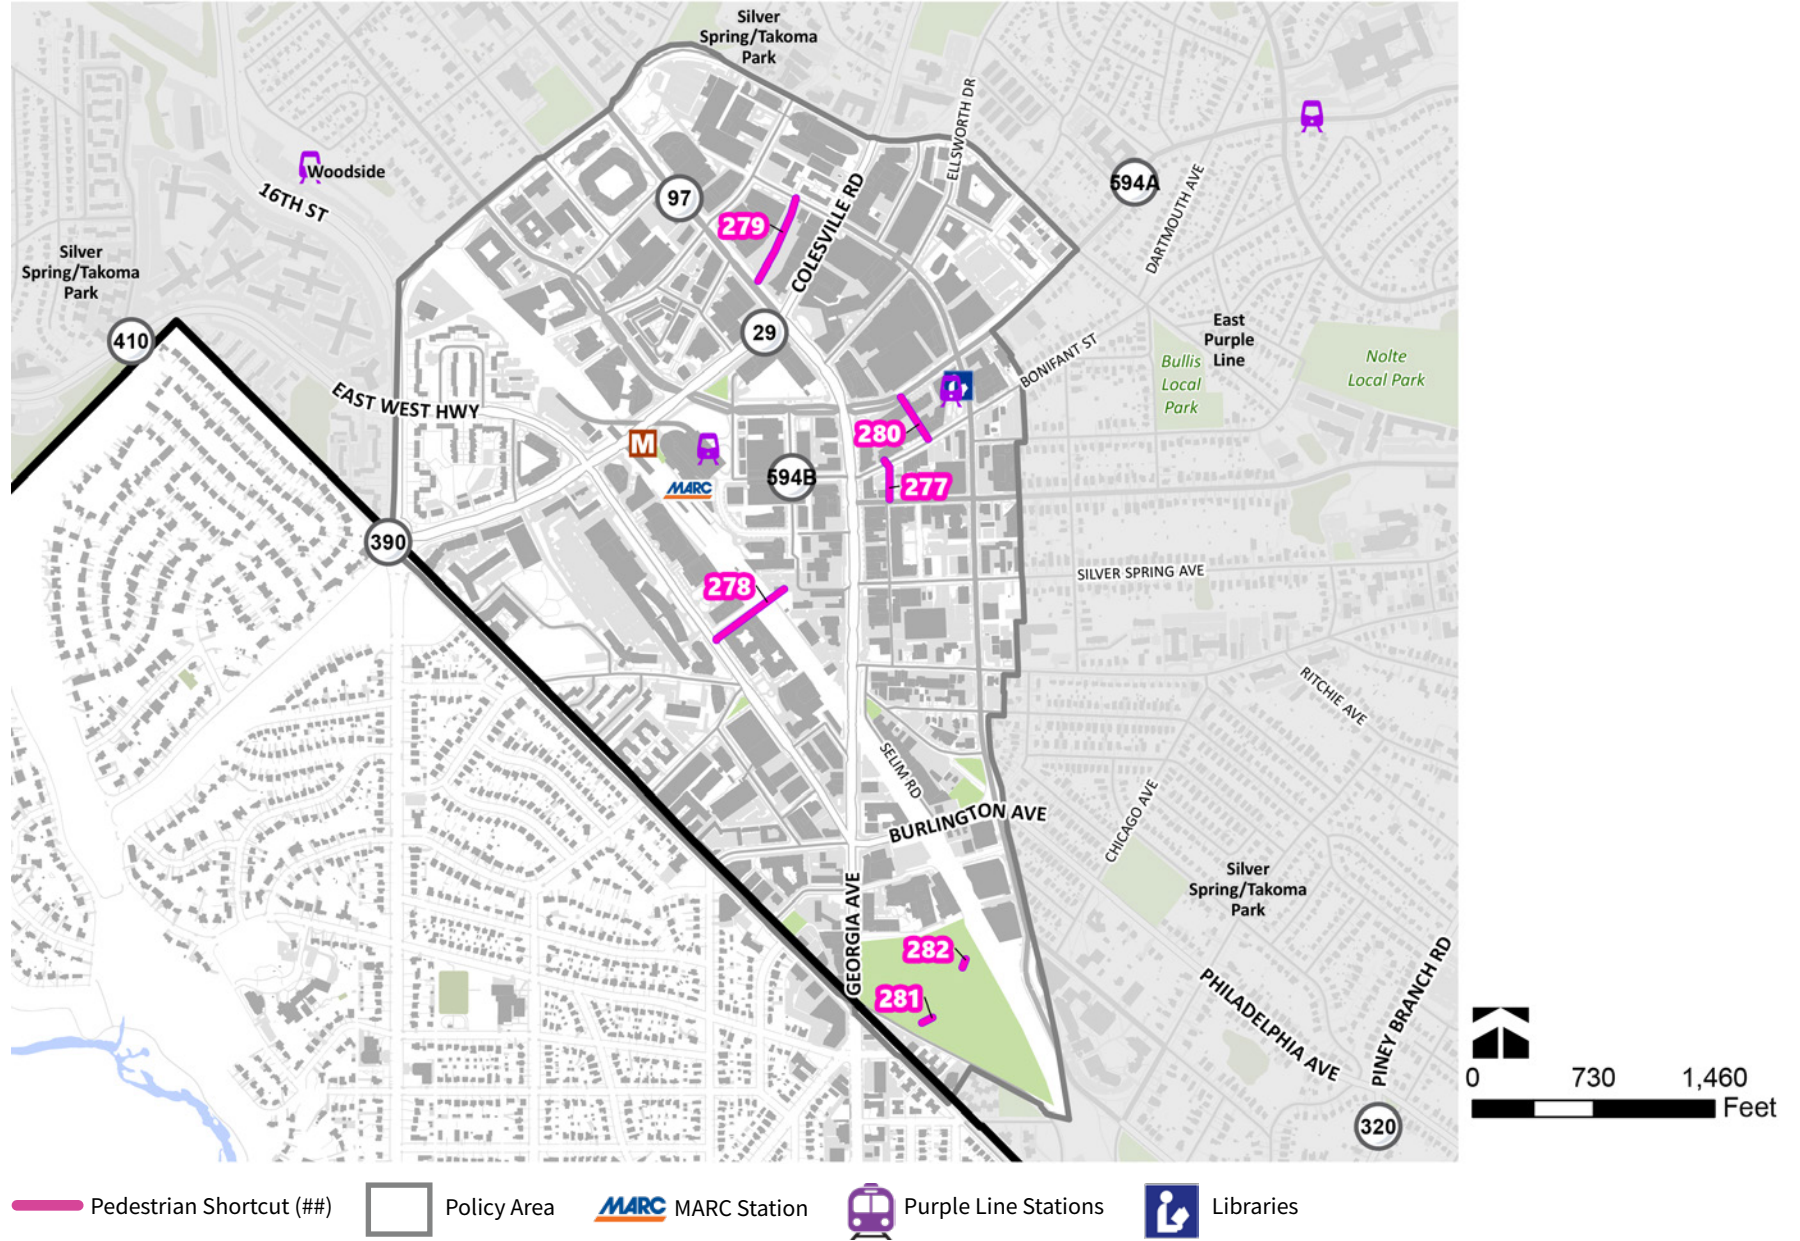 Silver
Spring/Takoma
Park
ELLSWORTH DR
594A
Woodside
16TH ST
97
279
COLESVILLE RD
DARTMOUTH AVE
Silver
Spring/Takoma
Park
410
29
East
Purple
Line
Bullis
Local
Park
Nolte
Local Park
BONIFANT ST
EAST WEST HWY
280
M
MARC
594B
277
390
278
SILVER SPRING AVE
RITCHIE AVE
SELIM RD
BURLINGTON AVE
CHICAGO AVE
Silver
Spring/Takoma
Park
GEORGIA AVE
282
281
PHILADELPHIA AVE
PINEY BRANCH RD
320
0 730 1,460
Feet
Pedestrian Shortcut (##)
Policy Area
MARC MARC Station
Purple Line Stations
Libraries